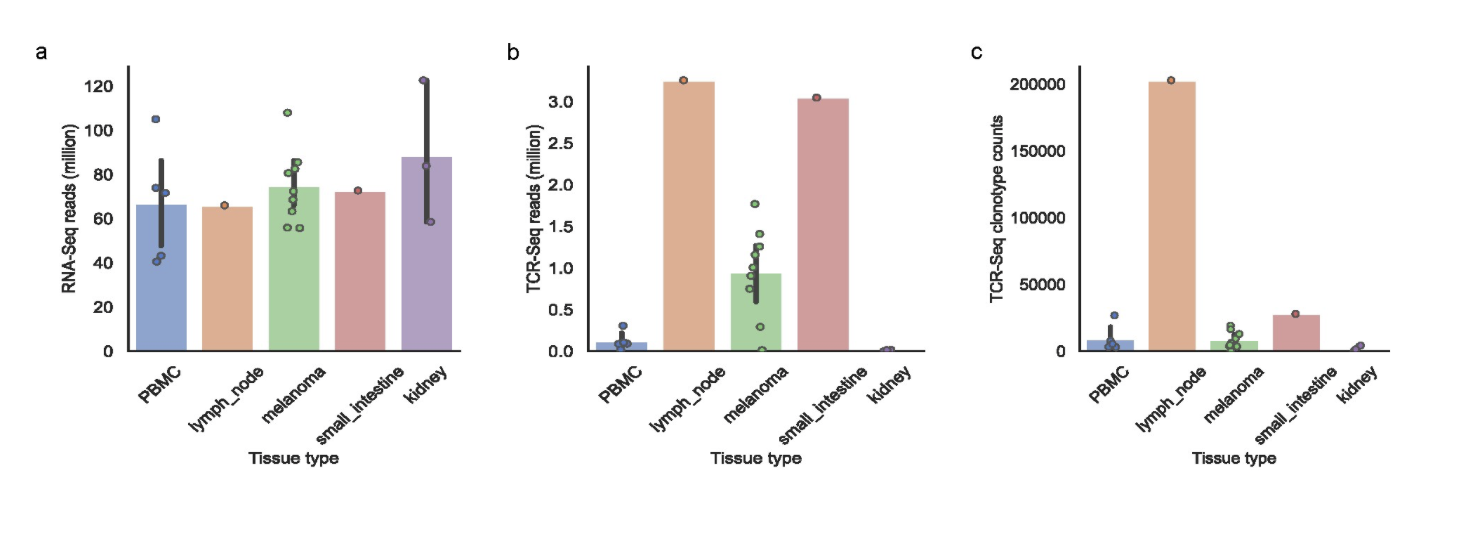 a
RNA-Seq reads (million)
120
100
80
60
40
20
0
PBMC
lymph_node
melanoma
small_intestine
kidney
Tissue type
b
TCR-Seq reads (million)
3.0
2.5
2.0
1.5
1.0
0.5
0.0
PBMC
lymph_node
melanoma
small_intestine
kidney
Tissue type
c
TCR-Seq clonotype counts
200000
150000
100000
50000
0
PBMC
lymph_node
melanoma
small_intestine
kidney
Tissue type